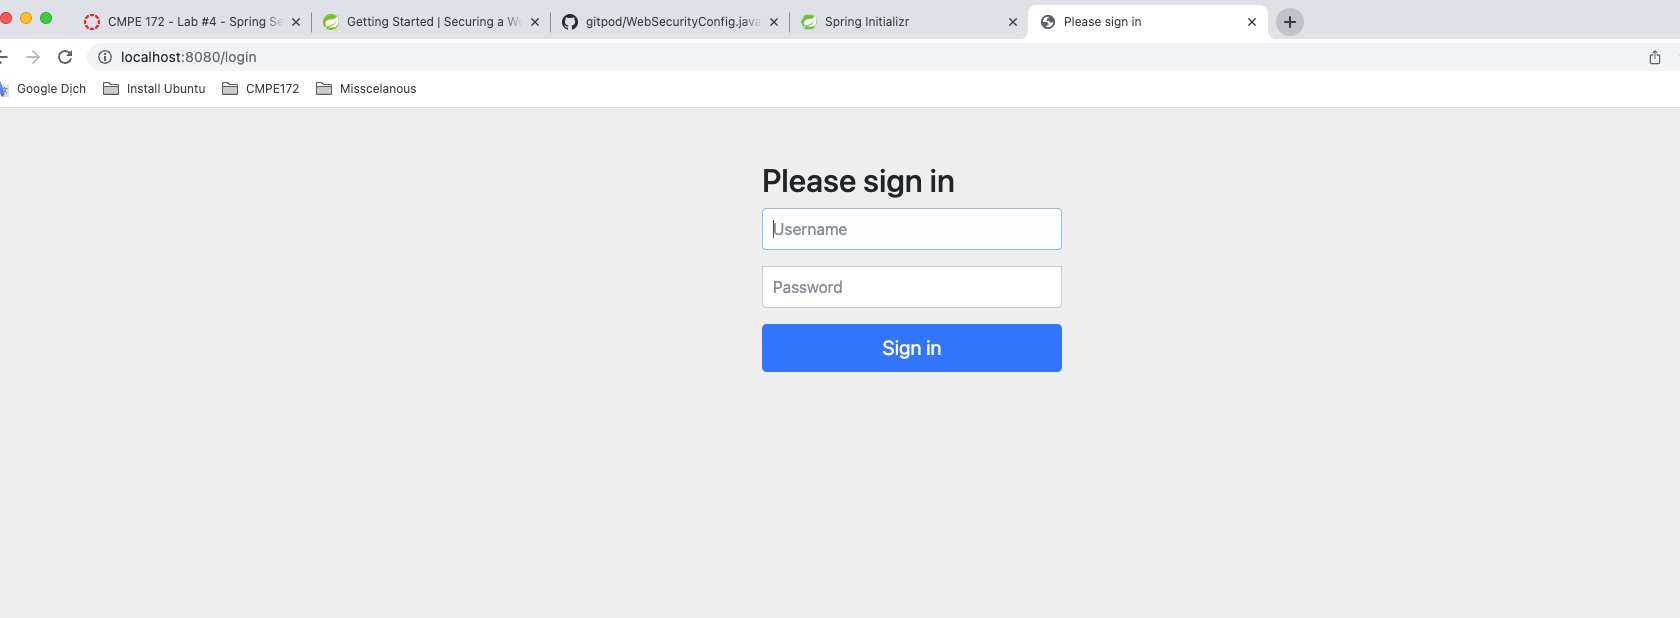 CMPE 172 - Lab #4 - Spring Se
Getting Started | Securing a We
gitpod/WebSecurityConfig.java
Spring Initializr
Please sign in
localhost:8080/login
Google Dịch
Install Ubuntu
CMPE172
Misscelanous
Please sign in
Username
Password
Sign in